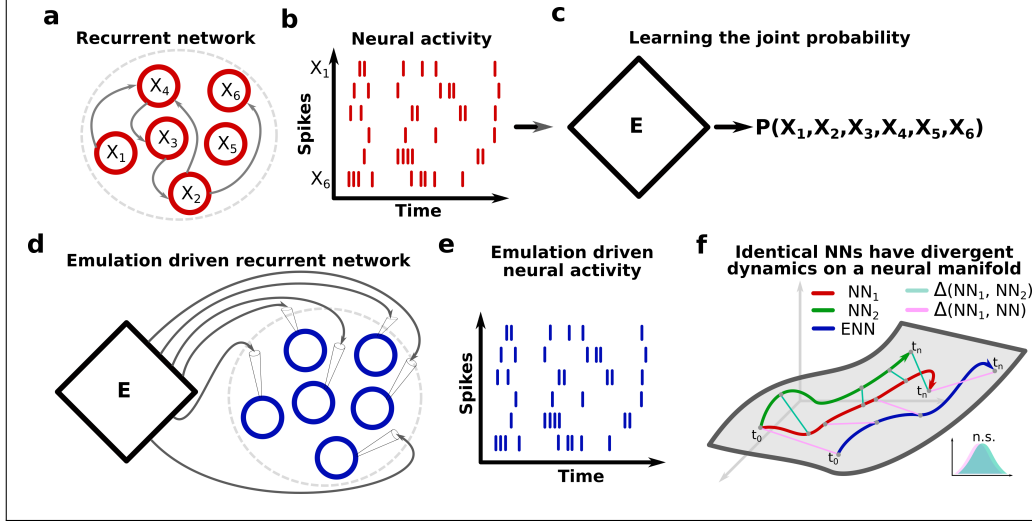 a
Recurrent network
X4
X6
X3
X5
X1
X2
b
Neural activity
X1
Spikes
X6
Time
c
Learning the joint probability
E
P(X1,X2,X3,X4,X5,X6)
d
Emulation driven recurrent network
E
e
Emulation driven
neural activity
Spikes
Time
f
Identical NNs have divergent
dynamics on a neural manifold
NN1
Δ(NN1, NN2)
NN2
Δ(NN1, NN)
ENN
tn
tn
tn
t0
t0
n.s.